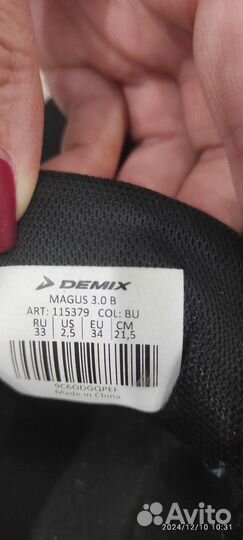 DEMIX
MAGUS 3.0 B
ART: 115379 COL: BU
RU US EU CM
33 2,5 34 21,5
9C6QDGQPEF
Made in China
Avito
2024/12/10 10:31